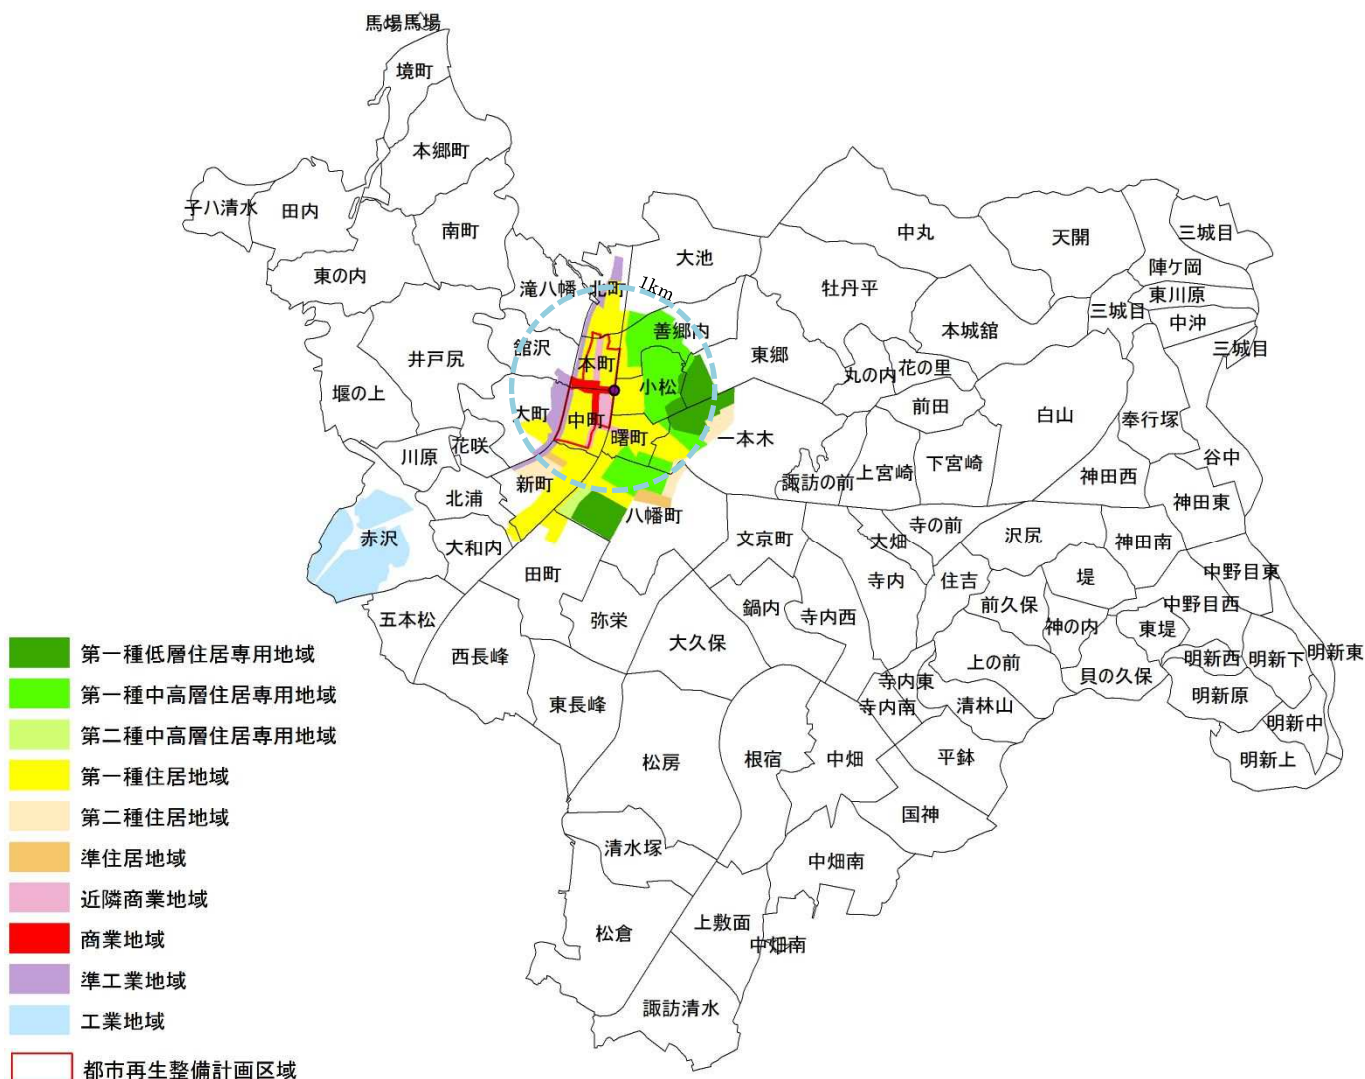 馬場馬場
境町
本郷町
子ハ清水
田内
南町
東の内
大池
中丸
天開
三城目
陣ケ岡
東川原
中沖
三城目
三城目
滝八幡
北町
1km
牡丹平
善郷内
本城舘
舘沢
本町
東郷
井戸尻
小松
丸の内
花の里
堰の上
大町
中町
前田
白山
奉行塚
曙町
一本木
花咲
川原
谷中
新町
諏訪の前
上宮崎
下宮崎
神田西
北浦
神田東
八幡町
赤沢
大和内
文京町
大畑
寺の前
沢尻
神田南
田町
寺内
住吉
堤
中野目東
五本松
弥栄
鍋内
寺内西
前久保
中野目西
神の内
東堤
西長峰
大久保
上の前
明新西
明新下
明新東
貝の久保
東長峰
寺内東
寺内南
清林山
明新原
明新中
松房
根宿
中畑
平鉢
明新上
国神
清水塚
中畑南
松倉
上敷面
中畑南
諏訪清水
第一種低層住居専用地域
第一種中高層住居専用地域
第二種中高層住居専用地域
第一種住居地域
第二種住居地域
準住居地域
近隣商業地域
商業地域
準工業地域
工業地域
都市再生整備計画区域